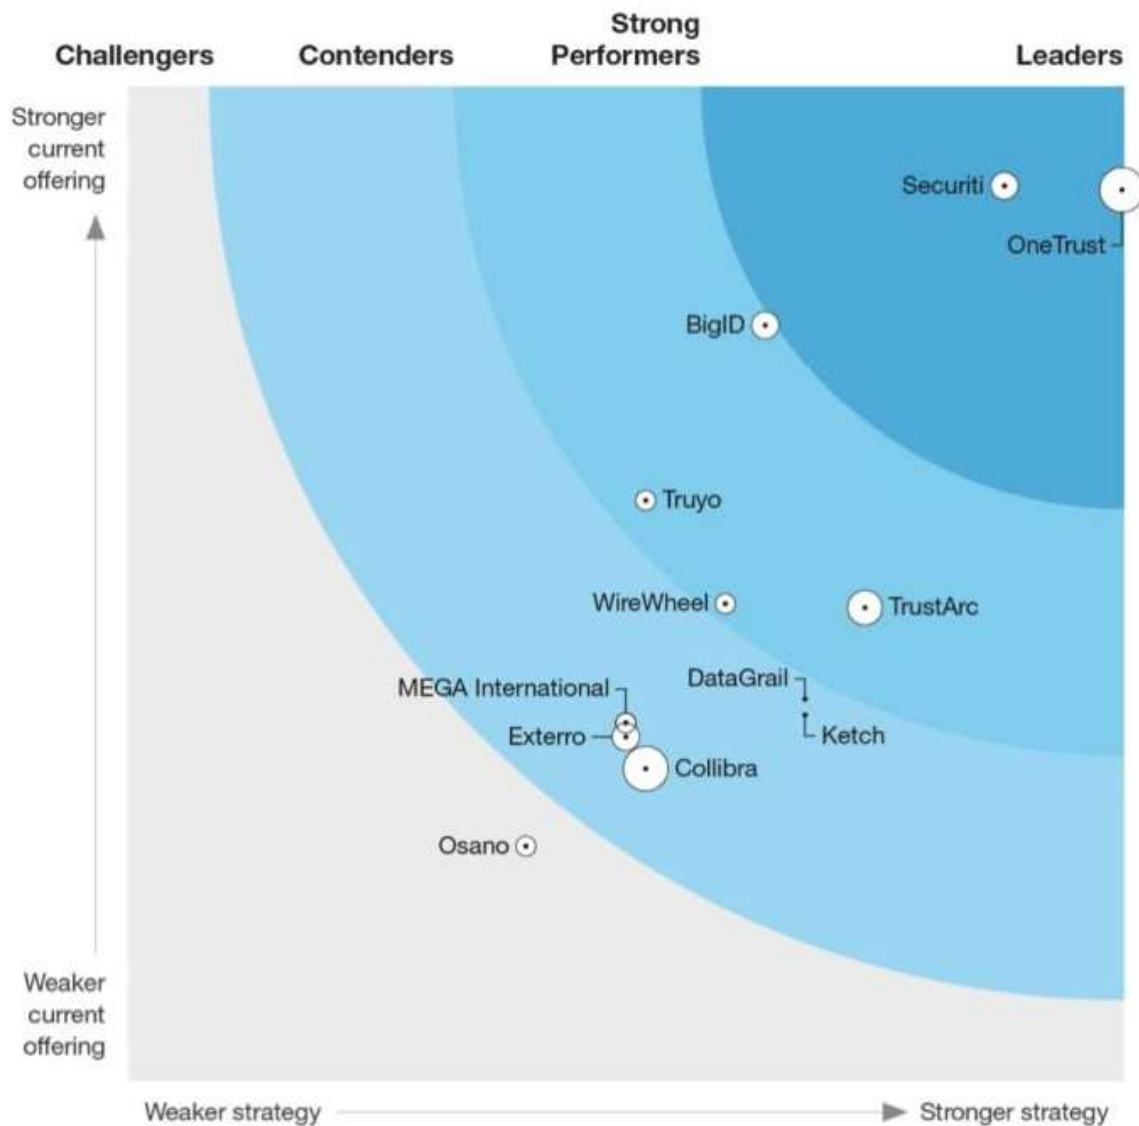 Strong
Challengers Contenders Performers Leaders
Stronger
current
offering
Securiti
OneTrust
BigID
Truyo
WireWheel
TrustArc
DataGrail
MEGA International
Exterro
Ketch
Collibra
Osano
Weaker
current
offering
Weaker strategy
Stronger strategy